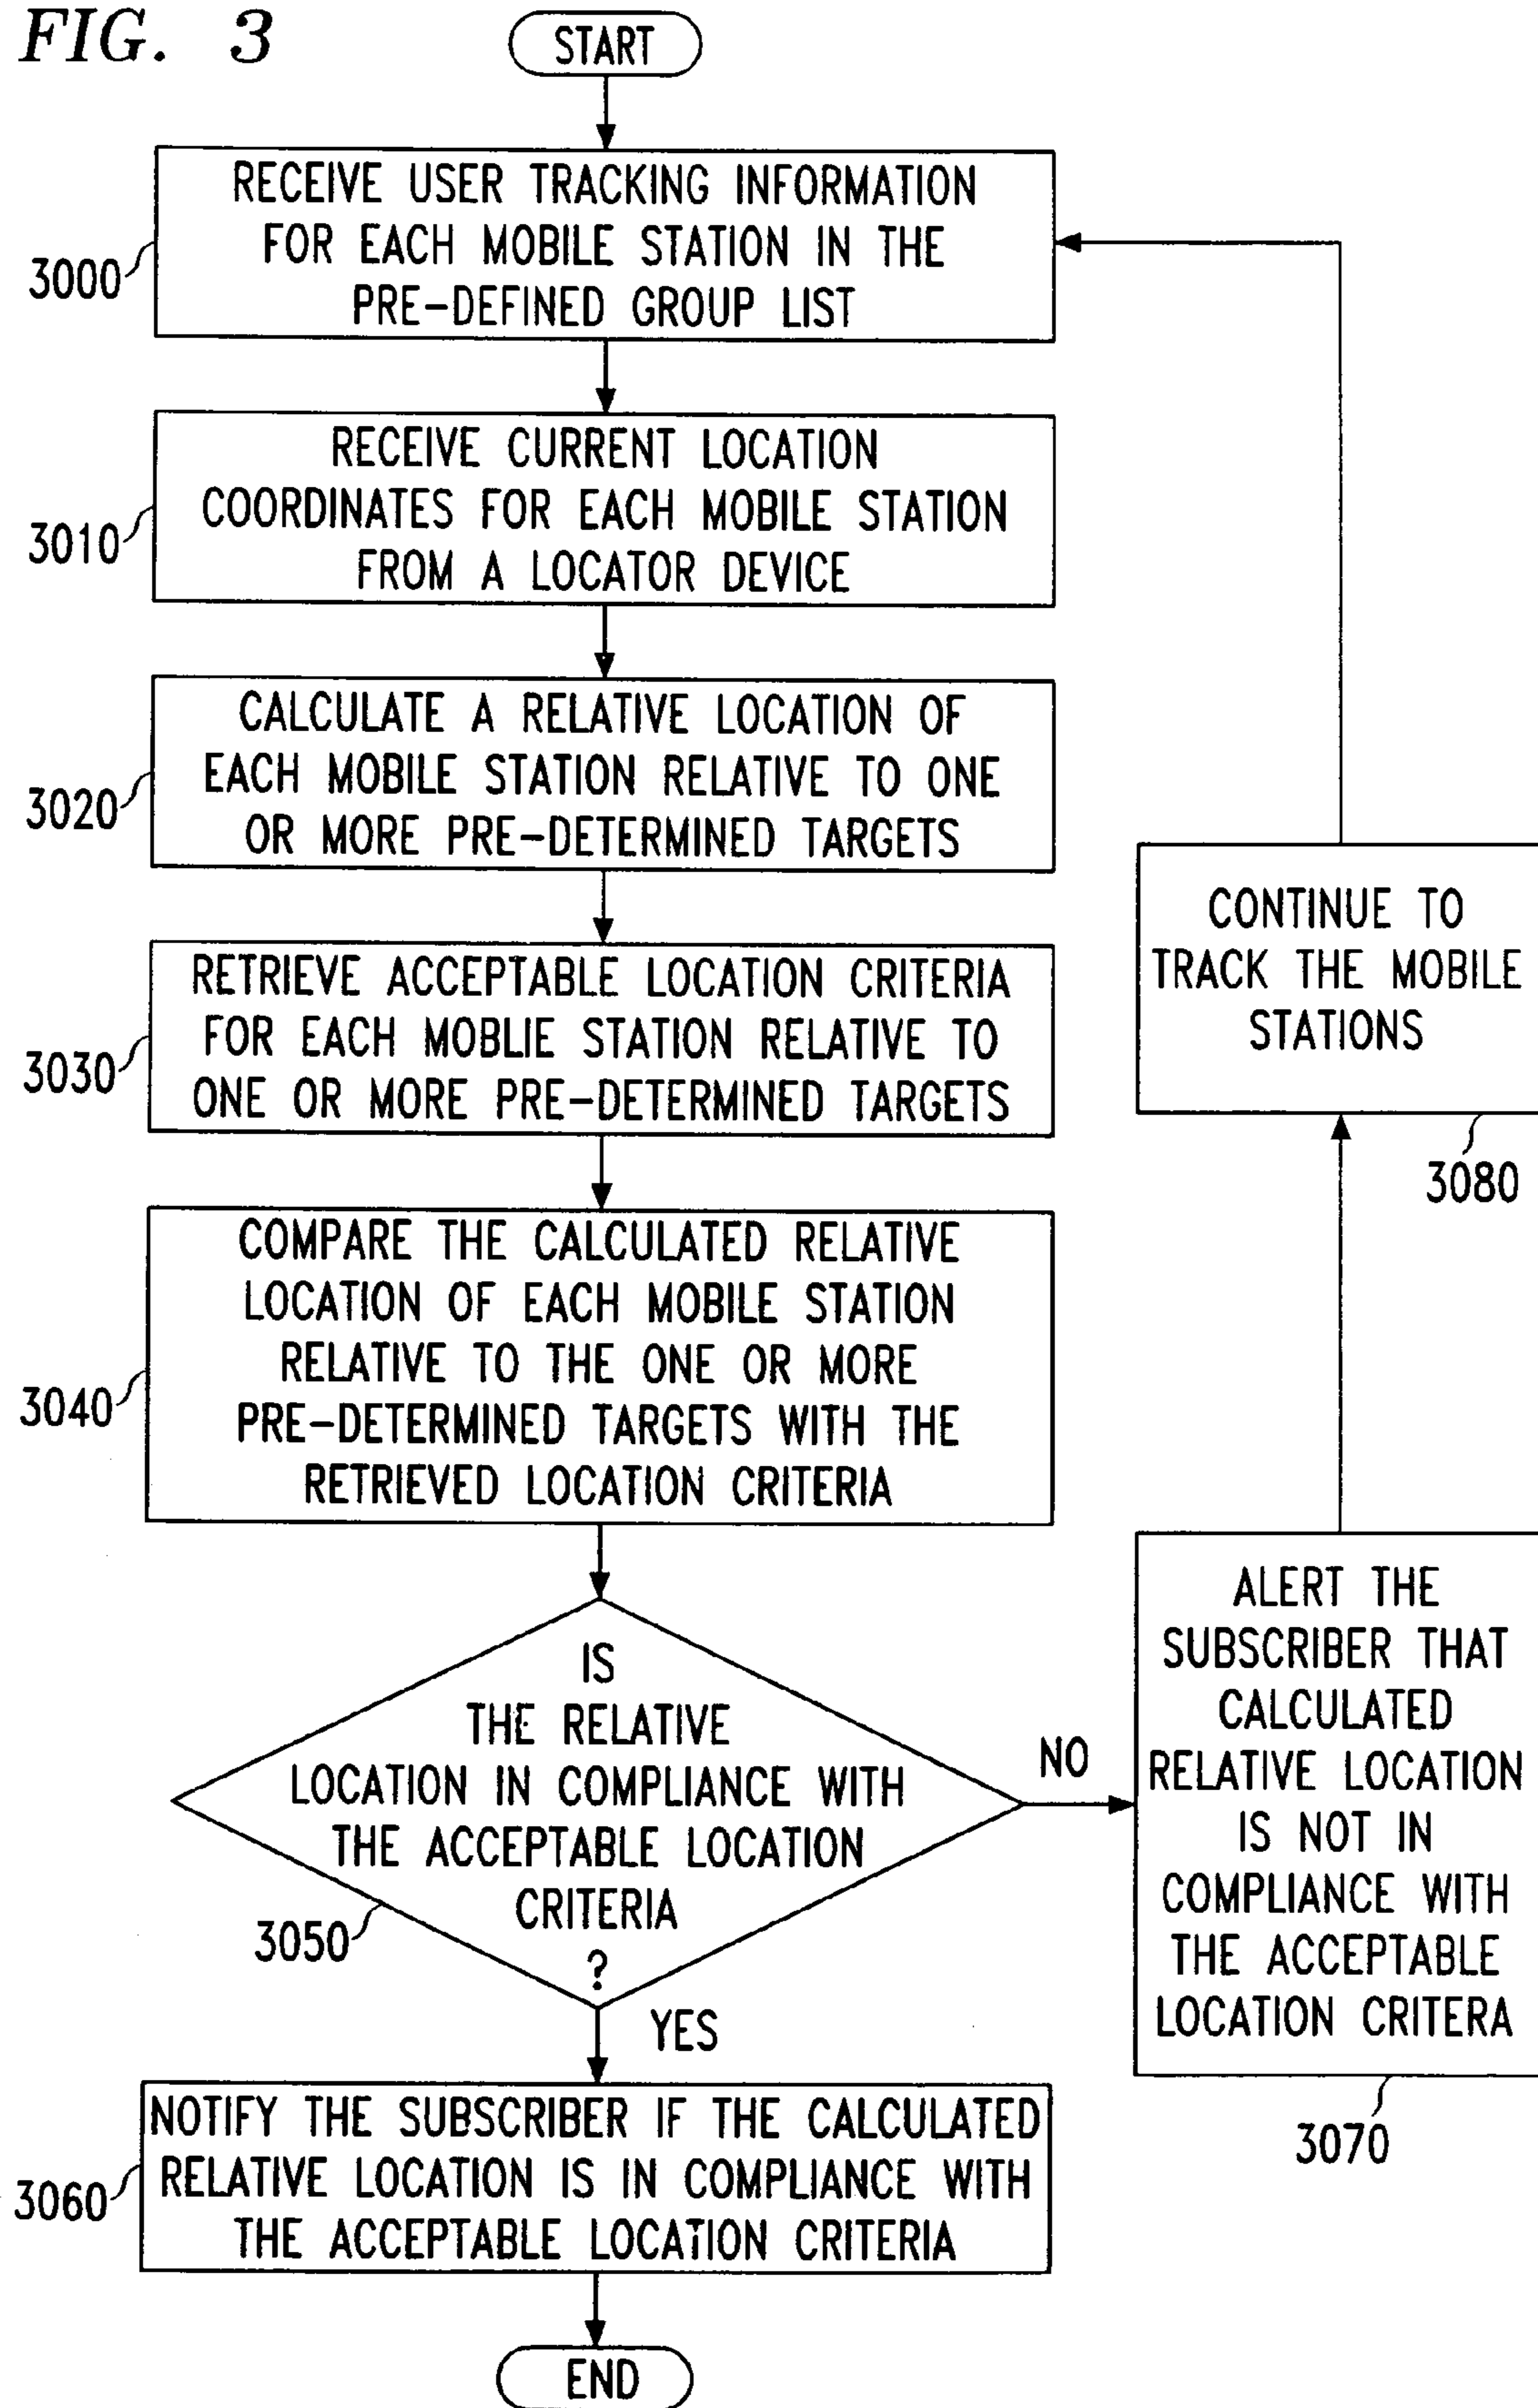 FIG. 3
START
RECEIVE USER TRACKING INFORMATION
FOR EACH MOBILE STATION IN THE
PRE-DEFINED GROUP LIST
3000
RECEIVE CURRENT LOCATION
COORDINATES FOR EACH MOBILE STATION
FROM A LOCATOR DEVICE
3010
CALCULATE A RELATIVE LOCATION OF
EACH MOBILE STATION RELATIVE TO ONE
OR MORE PRE-DETERMINED TARGETS
3020
RETRIEVE ACCEPTABLE LOCATION CRITERIA
FOR EACH MOBLIE STATION RELATIVE TO
ONE OR MORE PRE-DETERMINED TARGETS
3030
COMPARE THE CALCULATED RELATIVE
LOCATION OF EACH MOBILE STATION
RELATIVE TO THE ONE OR MORE
PRE-DETERMINED TARGETS WITH THE
RETRIEVED LOCATION CRITERIA
3040
IS
THE RELATIVE
LOCATION IN COMPLIANCE WITH
THE ACCEPTABLE LOCATION
CRITERIA
?
3050
YES
NO
NOTIFY THE SUBSCRIBER IF THE CALCULATED
RELATIVE LOCATION IS IN COMPLIANCE WITH
THE ACCEPTABLE LOCATION CRITERIA
3060
END
ALERT THE
SUBSCRIBER THAT
CALCULATED
RELATIVE LOCATION
IS NOT IN
COMPLIANCE WITH
THE ACCEPTABLE
LOCATION CRITERA
3070
CONTINUE TO
TRACK THE MOBILE
STATIONS
3080